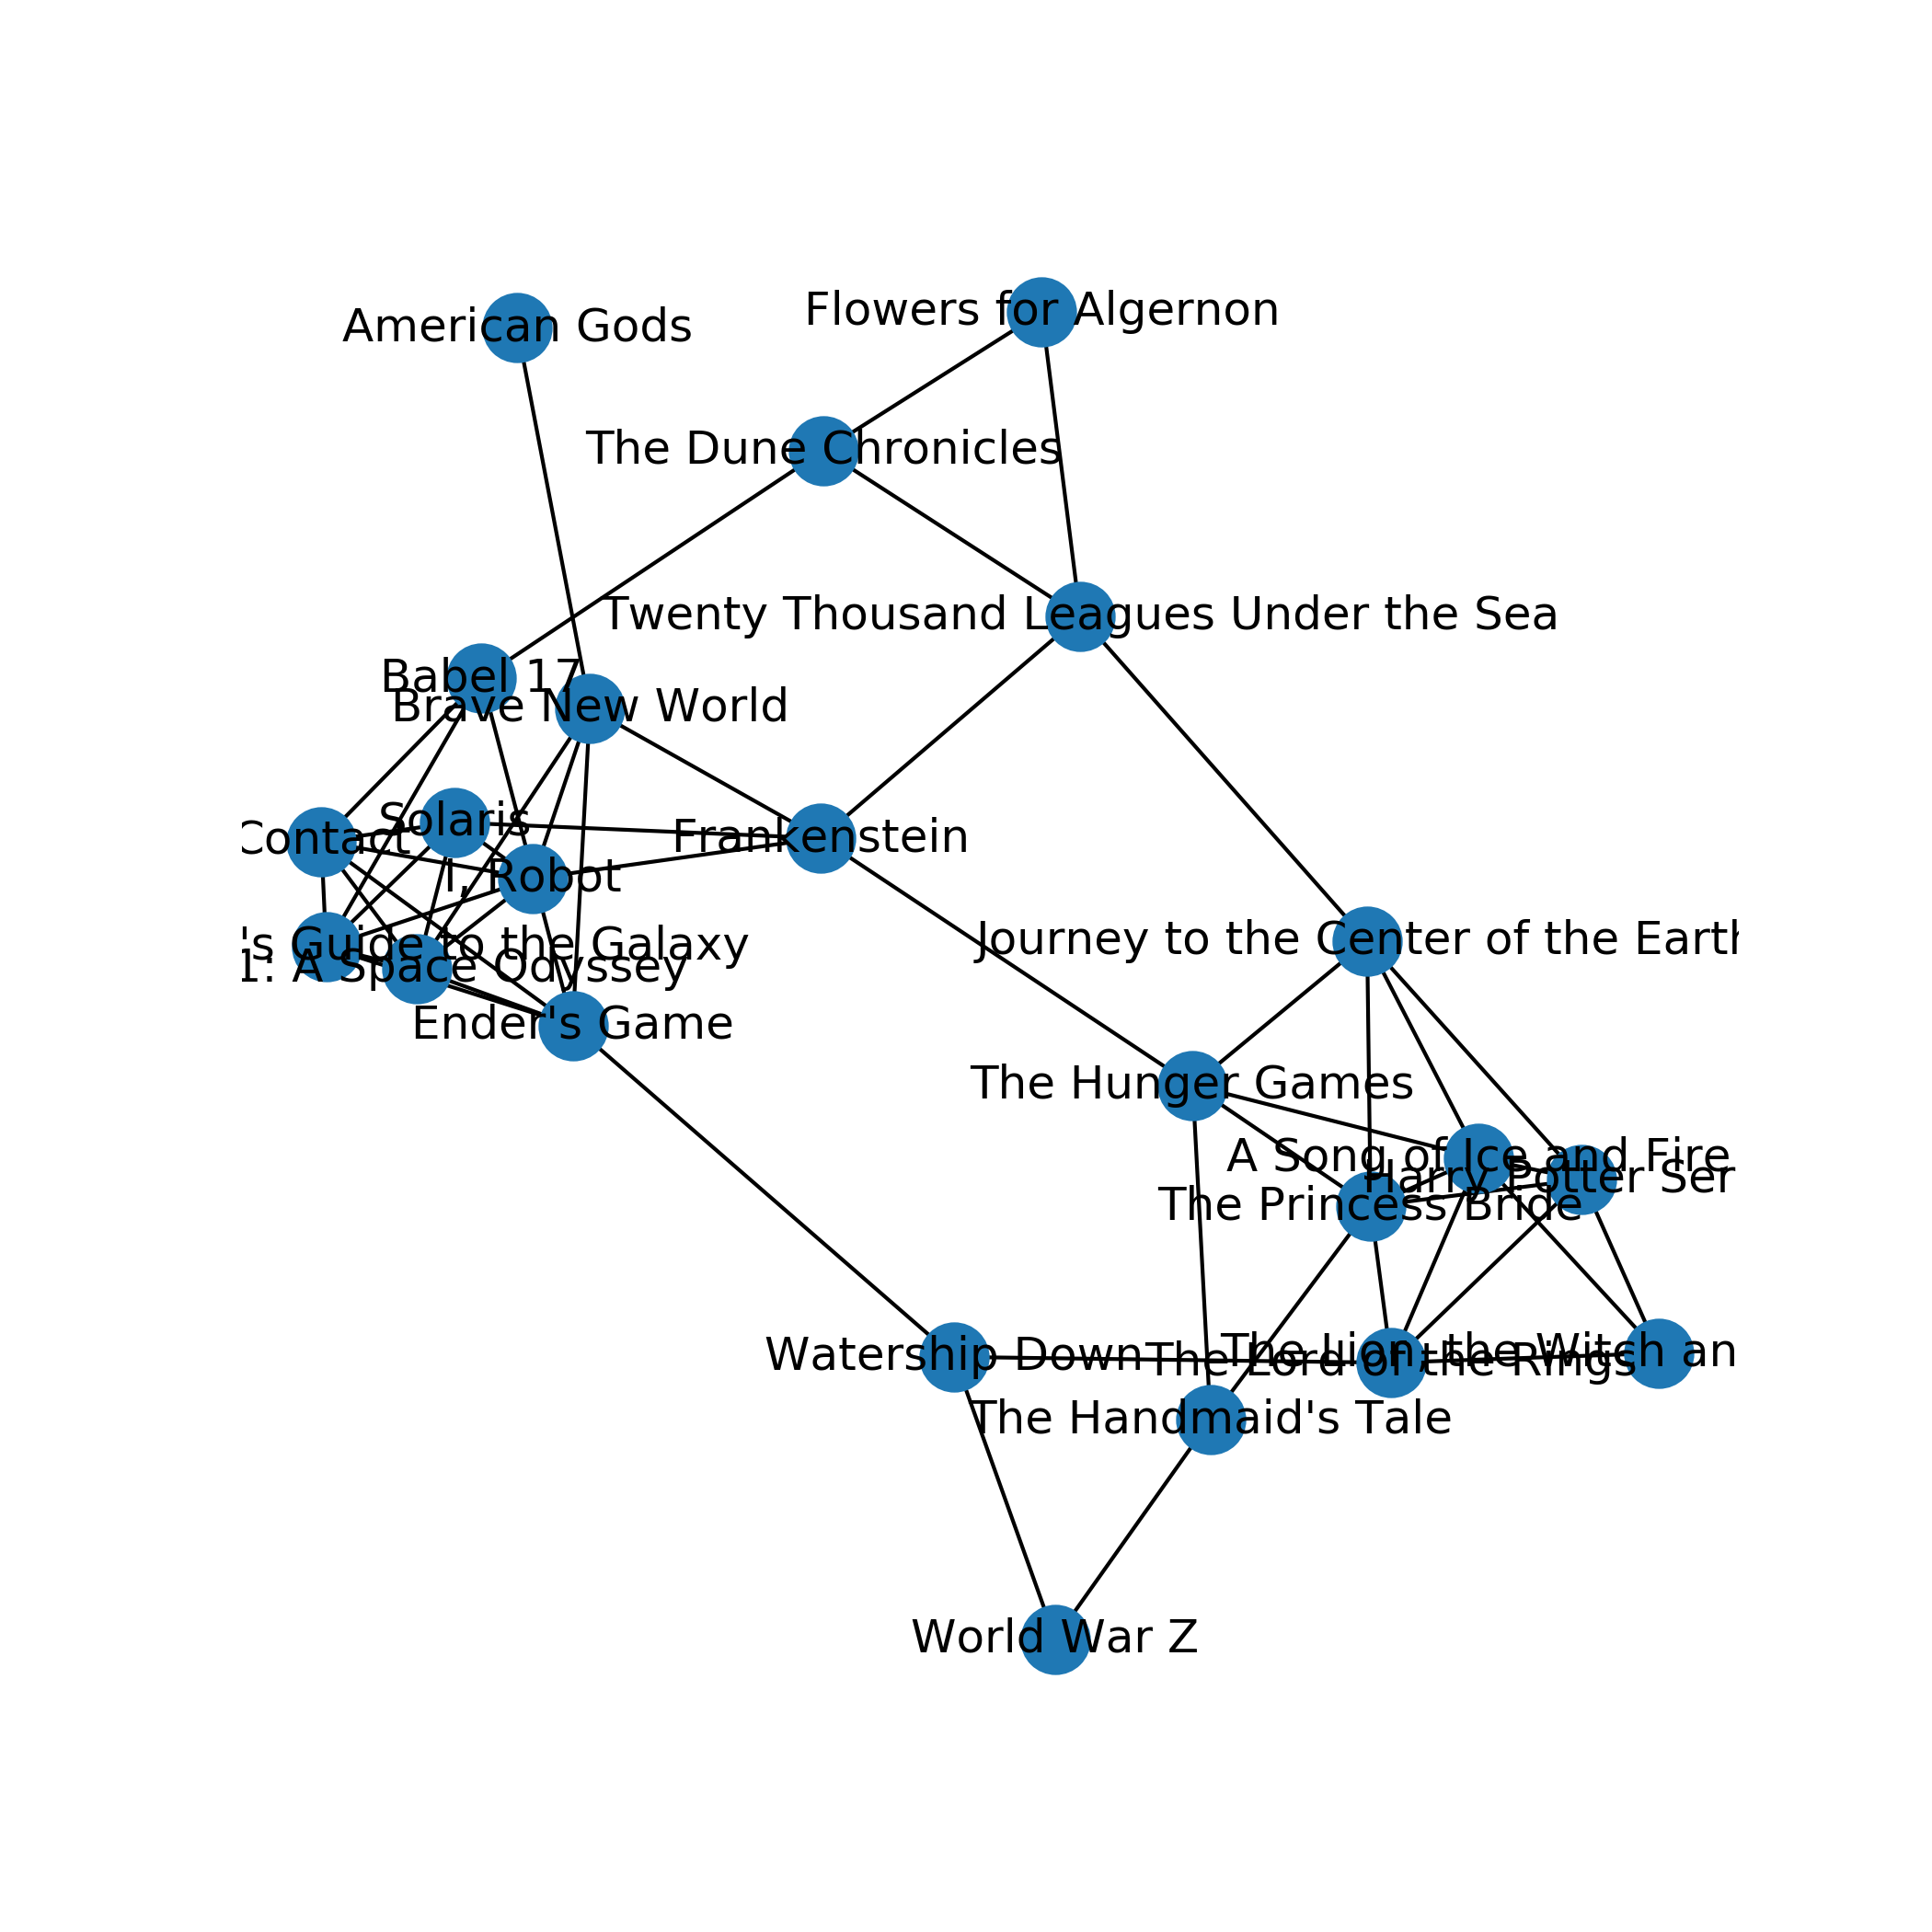 Flowers for Algernon
American Gods
The Dune Chronicles
Twenty Thousand Leagues Under the Sea
Babel 17
Brave New World
Solaris
Contact
Frankenstein
I, Robot
Journey to the Center of the Earth
's Guide to the Galaxy
1: A Space Odyssey
Ender's Game
The Hunger Games
A Song of Ice and Fire
Harry Potter Ser
The Princess Bride
The Lion, the Witch an
Watership Down
The Lord of the Rings
The Handmaid's Tale
World War Z